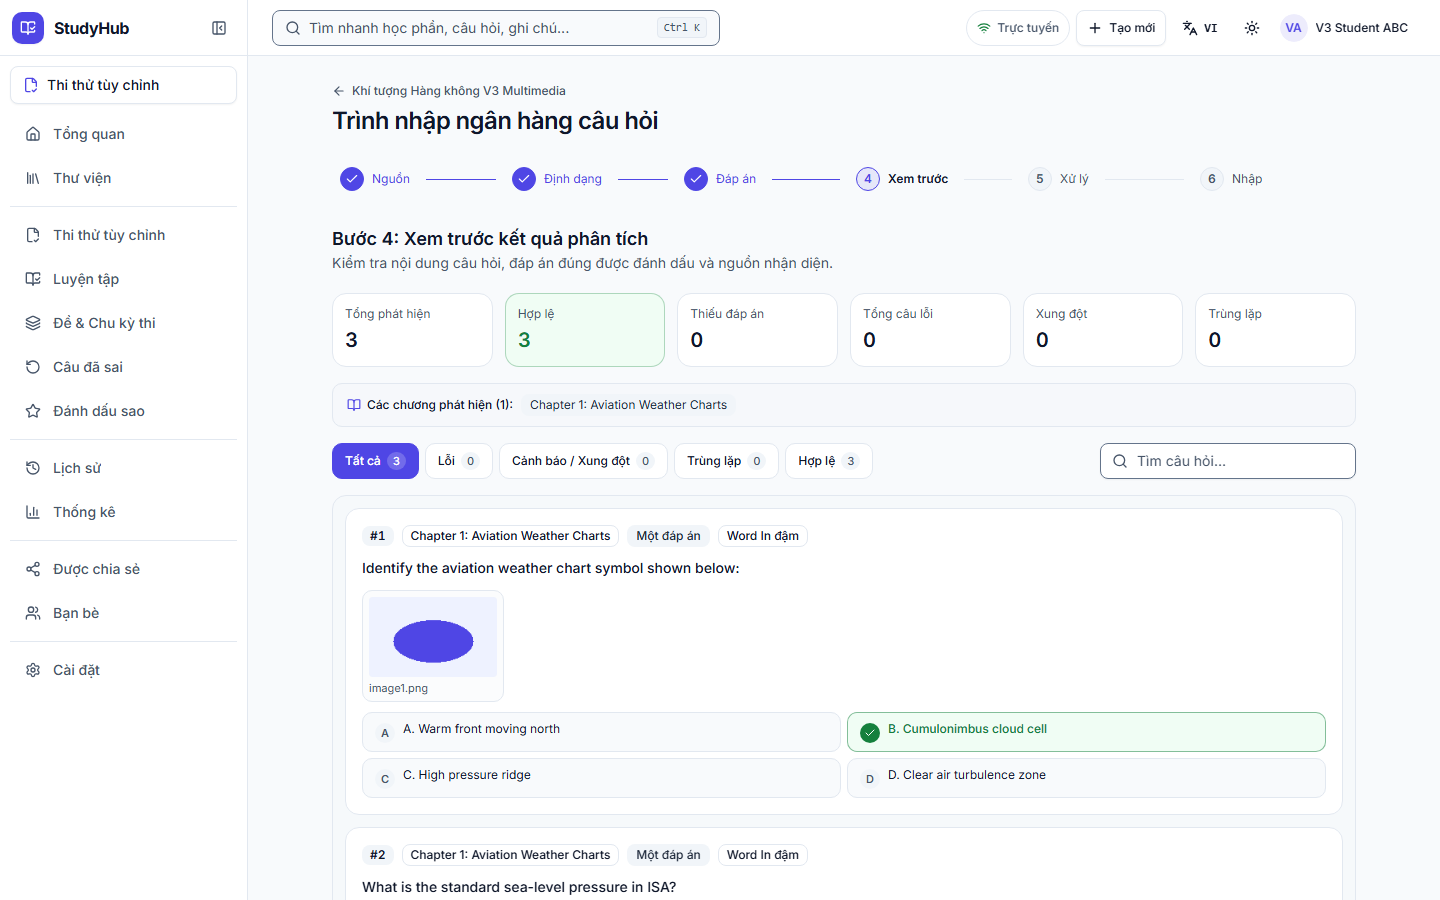 StudyHub
Tìm nhanh học phần, câu hỏi, ghi chú...
Ctrl K
Trực tuyến
Tạo mới
VI
VA
V3 Student ABC
Thi thử tùy chỉnh
Tổng quan
Thư viện
Thi thử tùy chỉnh
Luyện tập
Đề & Chu kỳ thi
Câu đã sai
Đánh dấu sao
Lịch sử
Thống kê
Được chia sẻ
Bạn bè
Cài đặt
Khí tượng Hàng không V3 Multimedia
Trình nhập ngân hàng câu hỏi
Nguồn
Định dạng
Đáp án
4 Xem trước
5 Xử lý
6 Nhập
Bước 4: Xem trước kết quả phân tích
Kiểm tra nội dung câu hỏi, đáp án đúng được đánh dấu và nguồn nhận diện.
Tổng phát hiện
3
Hợp lệ
3
Thiếu đáp án
0
Tổng câu lỗi
0
Xung đột
0
Trùng lặp
0
Các chương phát hiện (1): Chapter 1: Aviation Weather Charts
Tất cả 3
Lỗi 0
Cảnh báo / Xung đột 0
Trùng lặp 0
Hợp lệ 3
Tìm câu hỏi...
#1 Chapter 1: Aviation Weather Charts Một đáp án Word In đậm
Identify the aviation weather chart symbol shown below:
image1.png
A A. Warm front moving north
B. Cumulonimbus cloud cell
C C. High pressure ridge
D D. Clear air turbulence zone
#2 Chapter 1: Aviation Weather Charts Một đáp án Word In đậm
What is the standard sea-level pressure in ISA?